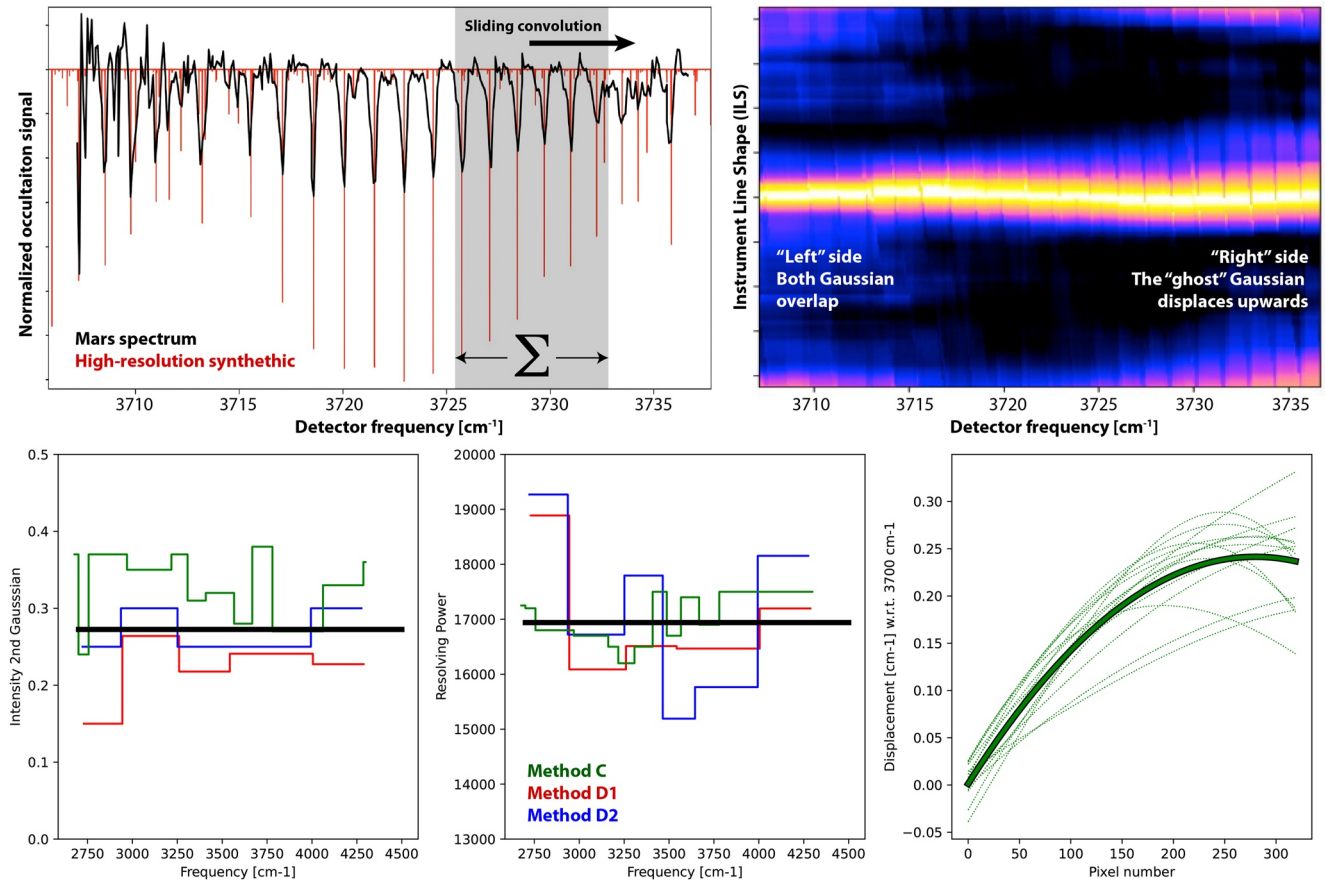 Sliding convolution
Normalized occultaiton signal
Mars spectrum
High-resolution synthethic
Σ
3710 3715 3720 3725 3730 3735
Detector frequency [cm-1]
Instrument Line Shape (ILS)
“Left” side
Both Gaussian
overlap
“Right” side
The “ghost” Gaussian
displaces upwards
3710 3715 3720 3725 3730 3735
Detector frequency [cm-1]
Intensity 2nd Gaussian
0.5
0.4
0.3
0.2
0.1
0.0
2750 3000 3250 3500 3750 4000 4250 4500
Frequency [cm-1]
Resolving Power
20000
19000
18000
17000
16000
15000
14000
13000
Method C
Method D1
Method D2
2750 3000 3250 3500 3750 4000 4250 4500
Frequency [cm-1]
Displacement [cm-1] w.r.t. 3700 cm-1
0.30
0.25
0.20
0.15
0.10
0.05
0.00
−0.05
0 50 100 150 200 250 300
Pixel number